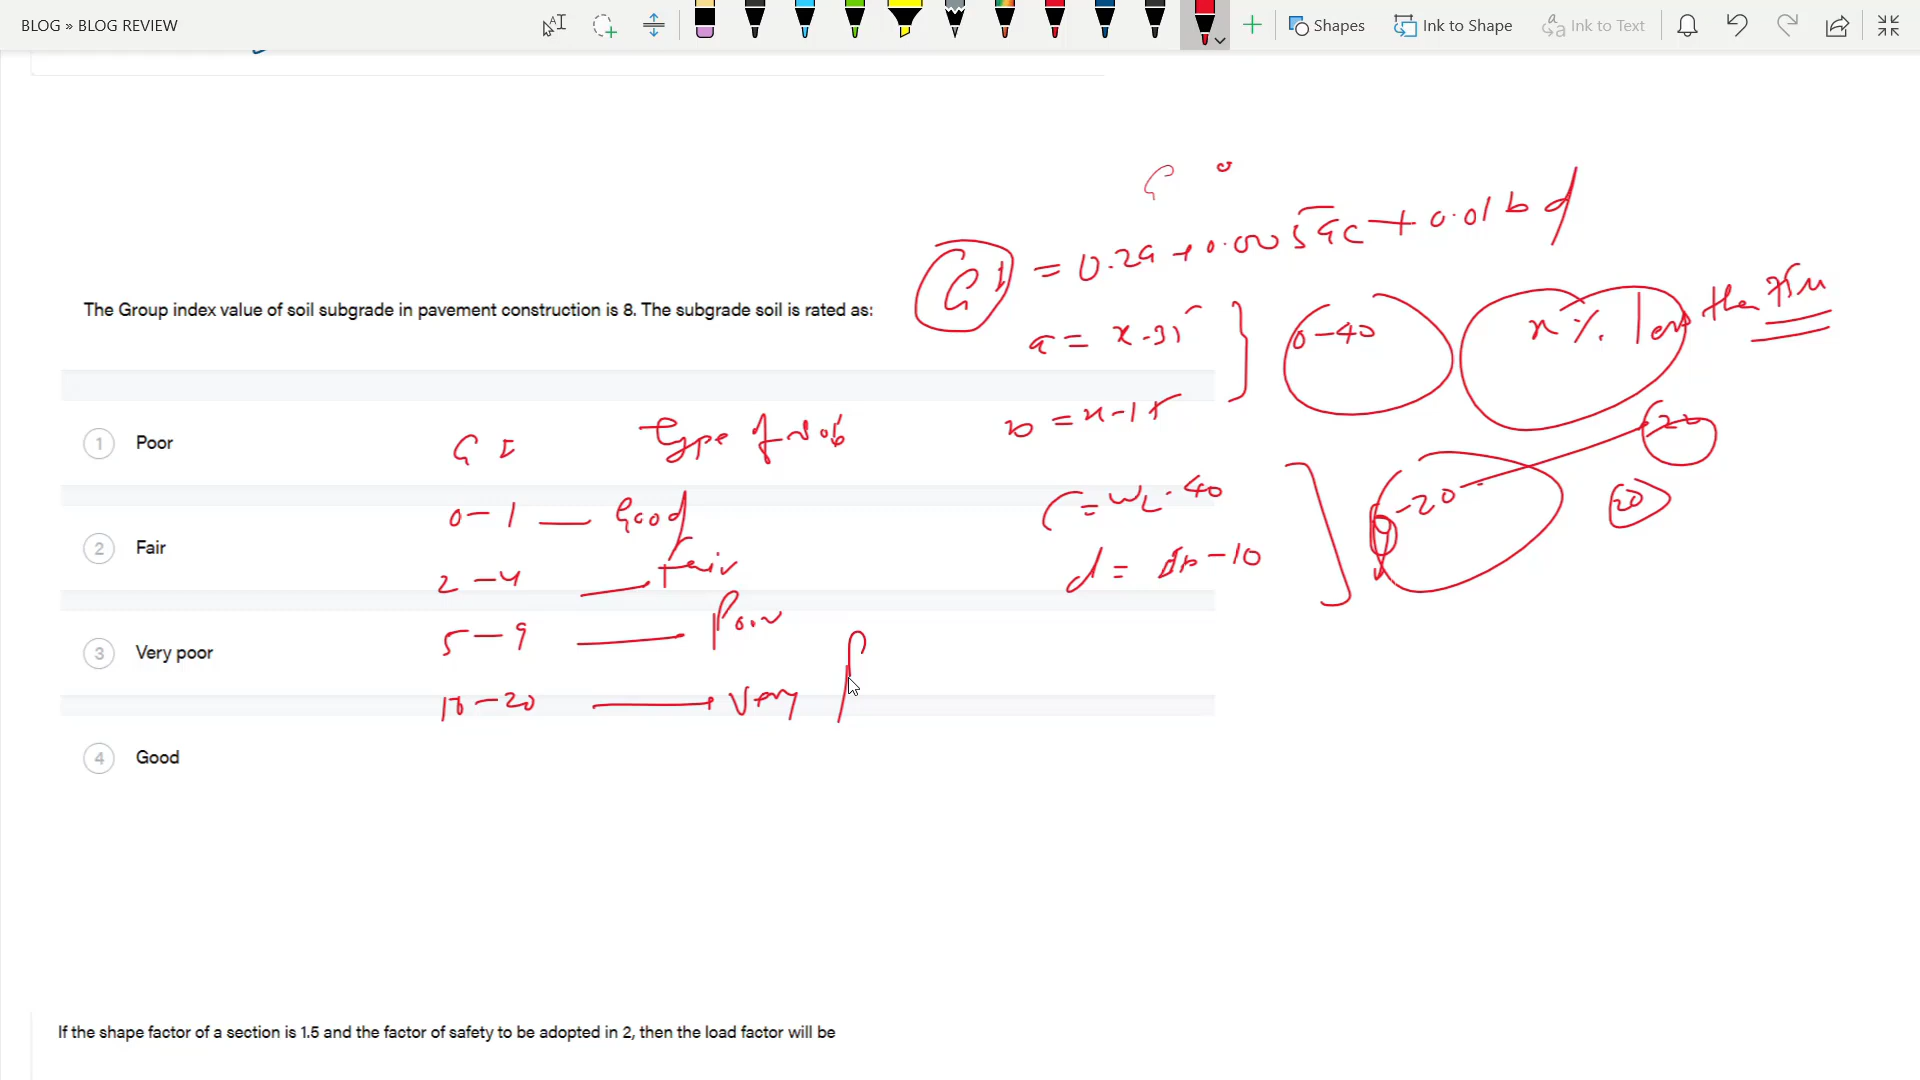 BLOG » BLOG REVIEW
Shapes
Ink to Shape
Ink to Text
GI = 0.2a + 0.005ac + 0.01bd
The Group index value of soil subgrade in pavement construction is 8. The subgrade soil is rated as:
a = x-35
0-40
x% less than 75μ
b = x-15
20
1 Poor
GI
Type of
0-1 — Good
c = WL-40
0-20
20
2 Fair
2-4 — Fair
d = Ip-10
5-9 — Poor
3 Very poor
10-20 — Very P
4 Good
If the shape factor of a section is 1.5 and the factor of safety to be adopted in 2, then the load factor will be